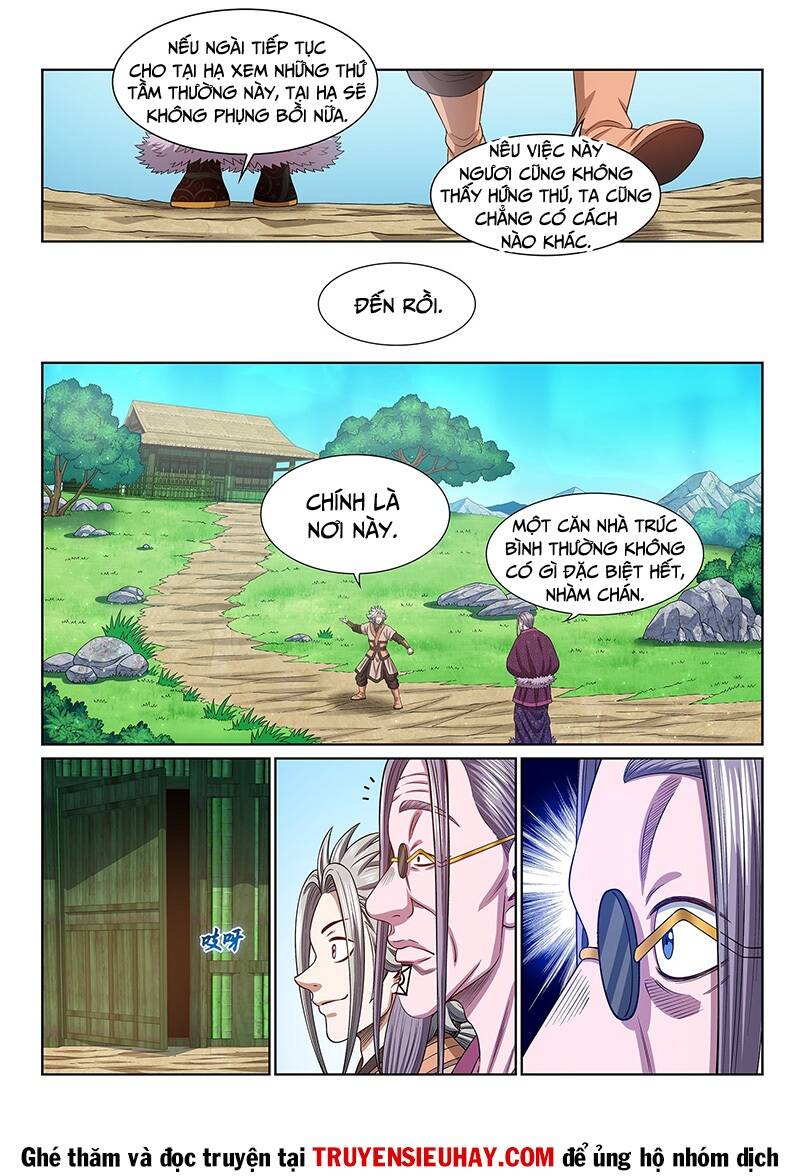 NẾU NGÀI TIẾP TỤC
CHO TẠI HẠ XEM NHỮNG THỨ
TẦM THƯỜNG NÀY, TẠI HẠ SẼ
KHÔNG PHỤNG BỒI NỮA.
NẾU VIỆC NÀY
NGƯƠI CŨNG KHÔNG
THẤY HỨNG THÚ, TA CŨNG
CHẲNG CÓ CÁCH
NÀO KHÁC.
ĐẾN RỒI.
CHÍNH LÀ
NƠI NÀY.
MỘT CĂN NHÀ TRÚC
BÌNH THƯỜNG KHÔNG
CÓ GÌ ĐẶC BIỆT HẾT,
NHÀM CHÁN.
吱呀
Ghé thăm và đọc truyện tại TRUYENSIEUHAY.COM để ủng hộ nhóm dịch